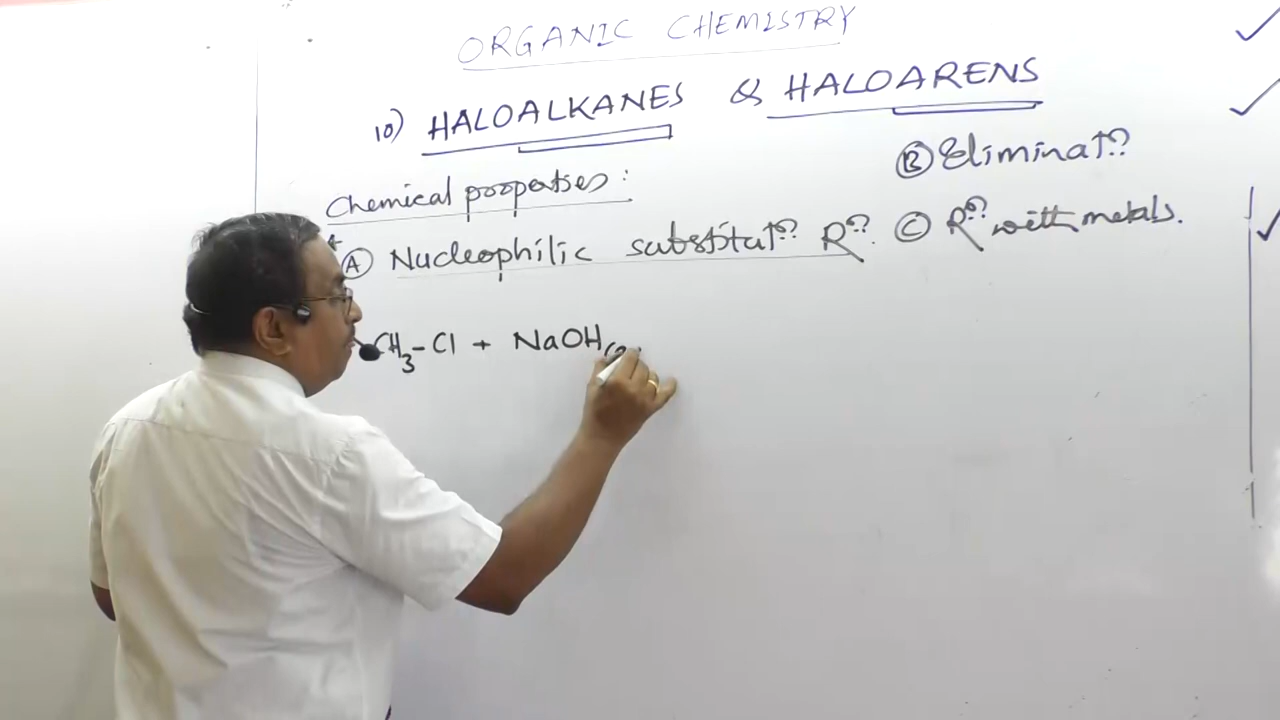 ORGANIC CHEMISTRY
10) HALOALKANES & HALOARENS
Chemical properties:
(B) Eliminatn
(A) Nucleophilic substitutn Rn. (C) Rn with metals.
CH3-Cl + NaOH(a